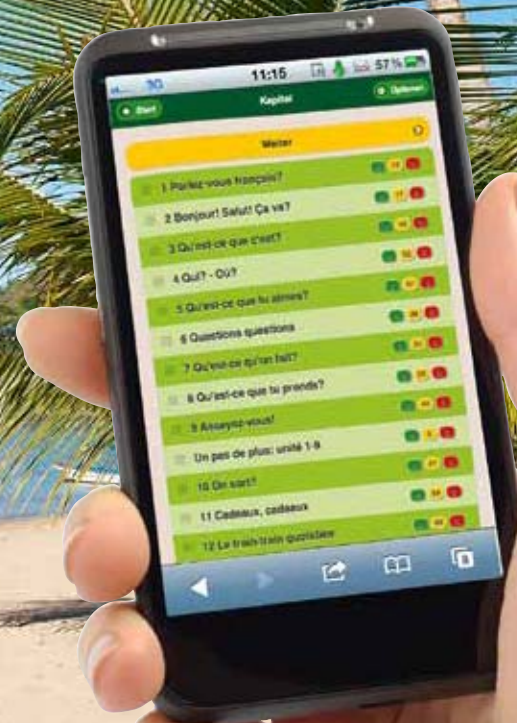 3G 11:15 57%
Start Kapitel Optionen
Weiter
1 Parlez-vous français?
2 Bonjour! Salut! Ça va?
3 Qu'est-ce que c'est?
4 Qui? - Où?
5 Qu'est-ce que tu aimes?
6 Questions questions
7 Qu'est-ce qu'on fait?
8 Qu'est-ce que tu prends?
9 Asseyez-vous!
Un pas de plus: unité 1-9
10 On sort?
11 Cadeaux, cadeaux
12 Le train-train quotidien